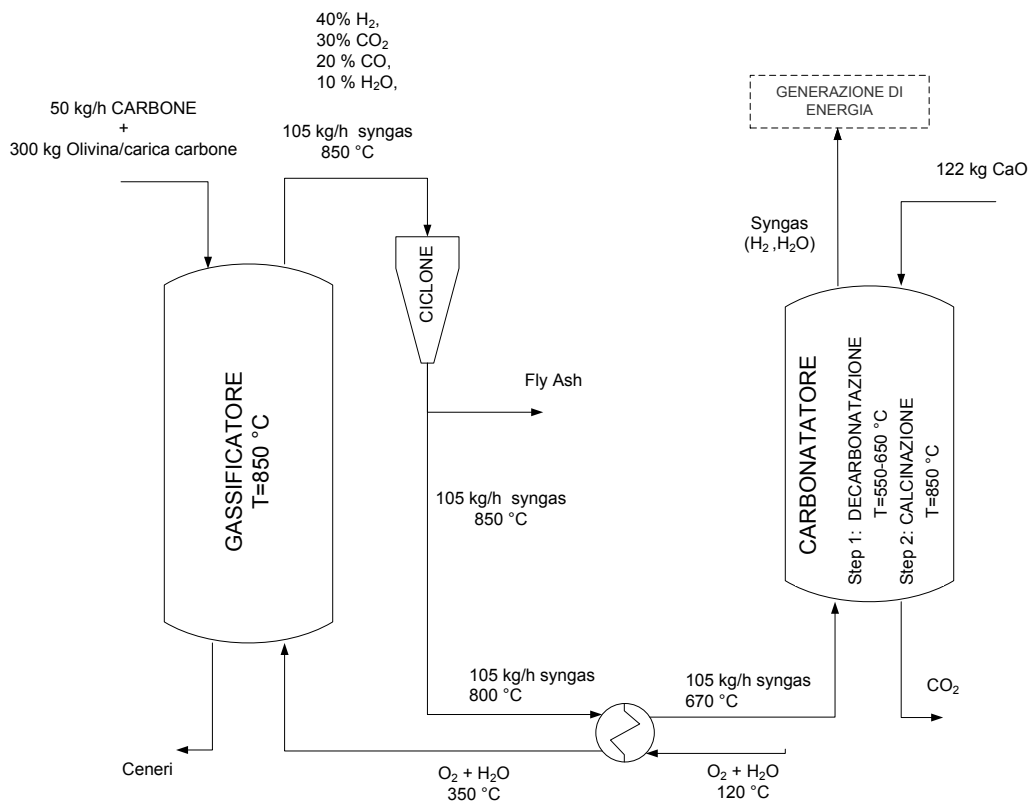 40% H₂,
30% CO₂
20 % CO,
10 % H₂O,
50 kg/h CARBONE
+
300 kg Olivina/carica carbone
105 kg/h syngas
850 °C
GENERAZIONE DI
ENERGIA
122 kg CaO
Syngas
(H₂ ,H₂O)
CICLONE
GASSIFICATORE
T=850 °C
Fly Ash
CARBONATATORE
Step 1: DECARBONATAZIONE
T=550-650 °C
Step 2: CALCINAZIONE
T=850 °C
105 kg/h syngas
850 °C
105 kg/h syngas
800 °C
105 kg/h syngas
670 °C
CO₂
Ceneri
O₂ + H₂O
350 °C
O₂ + H₂O
120 °C